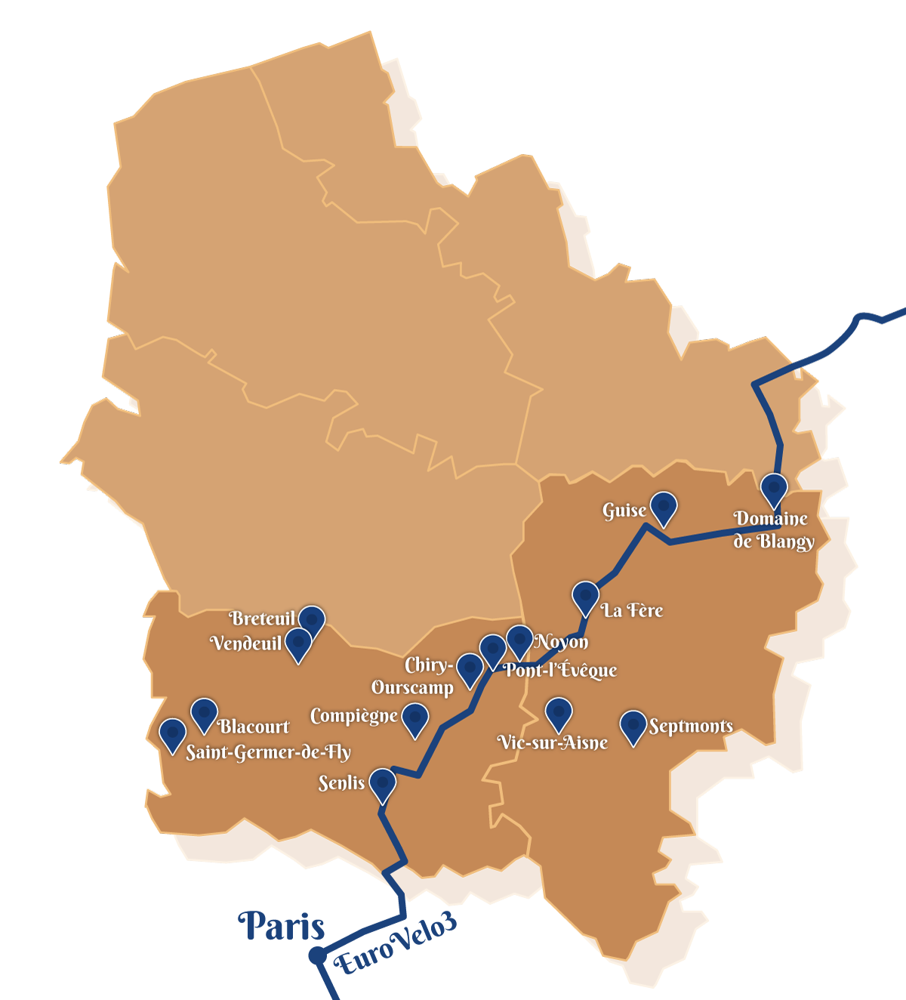 Guise
Domaine
de Blangy
La Fère
Breteuil
Vendeuil
Noyon
Chiry-
Ourscamp
Pont-l'Évêque
Compiègne
Blacourt
Saint-Germer-de-Fly
Vic-sur-Aisne
Septmonts
Senlis
Paris
EuroVelo3